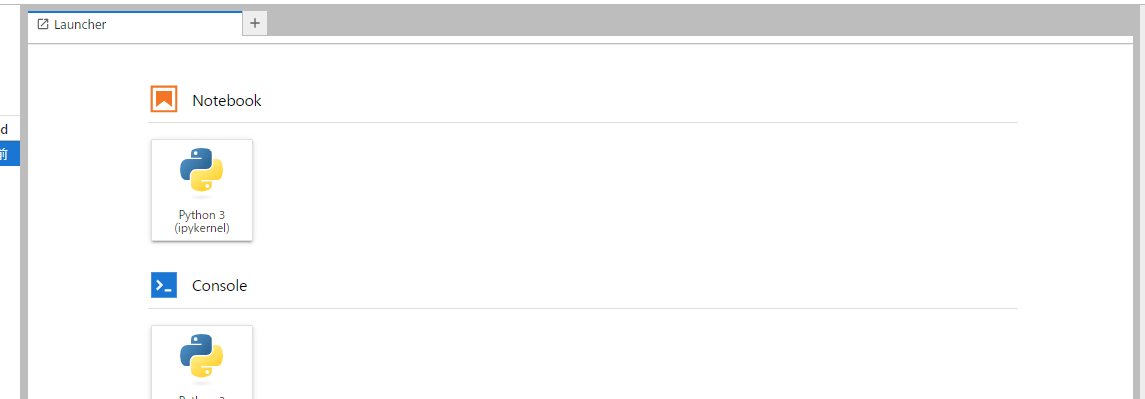 Launcher
Notebook
d
前
Python 3
(ipykernel)
Console